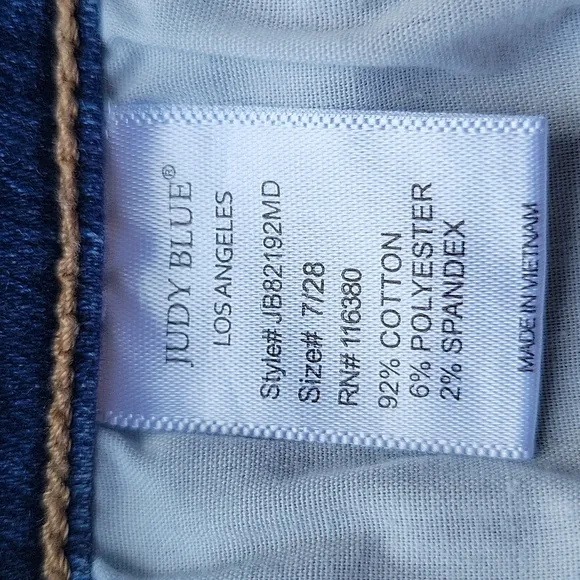 JUDY BLUE®
LOS ANGELES
Style# JB82192MD
Size# 7/28
RN# 116380
92% COTTON
6% POLYESTER
2% SPANDEX
MADE IN VIETNAM